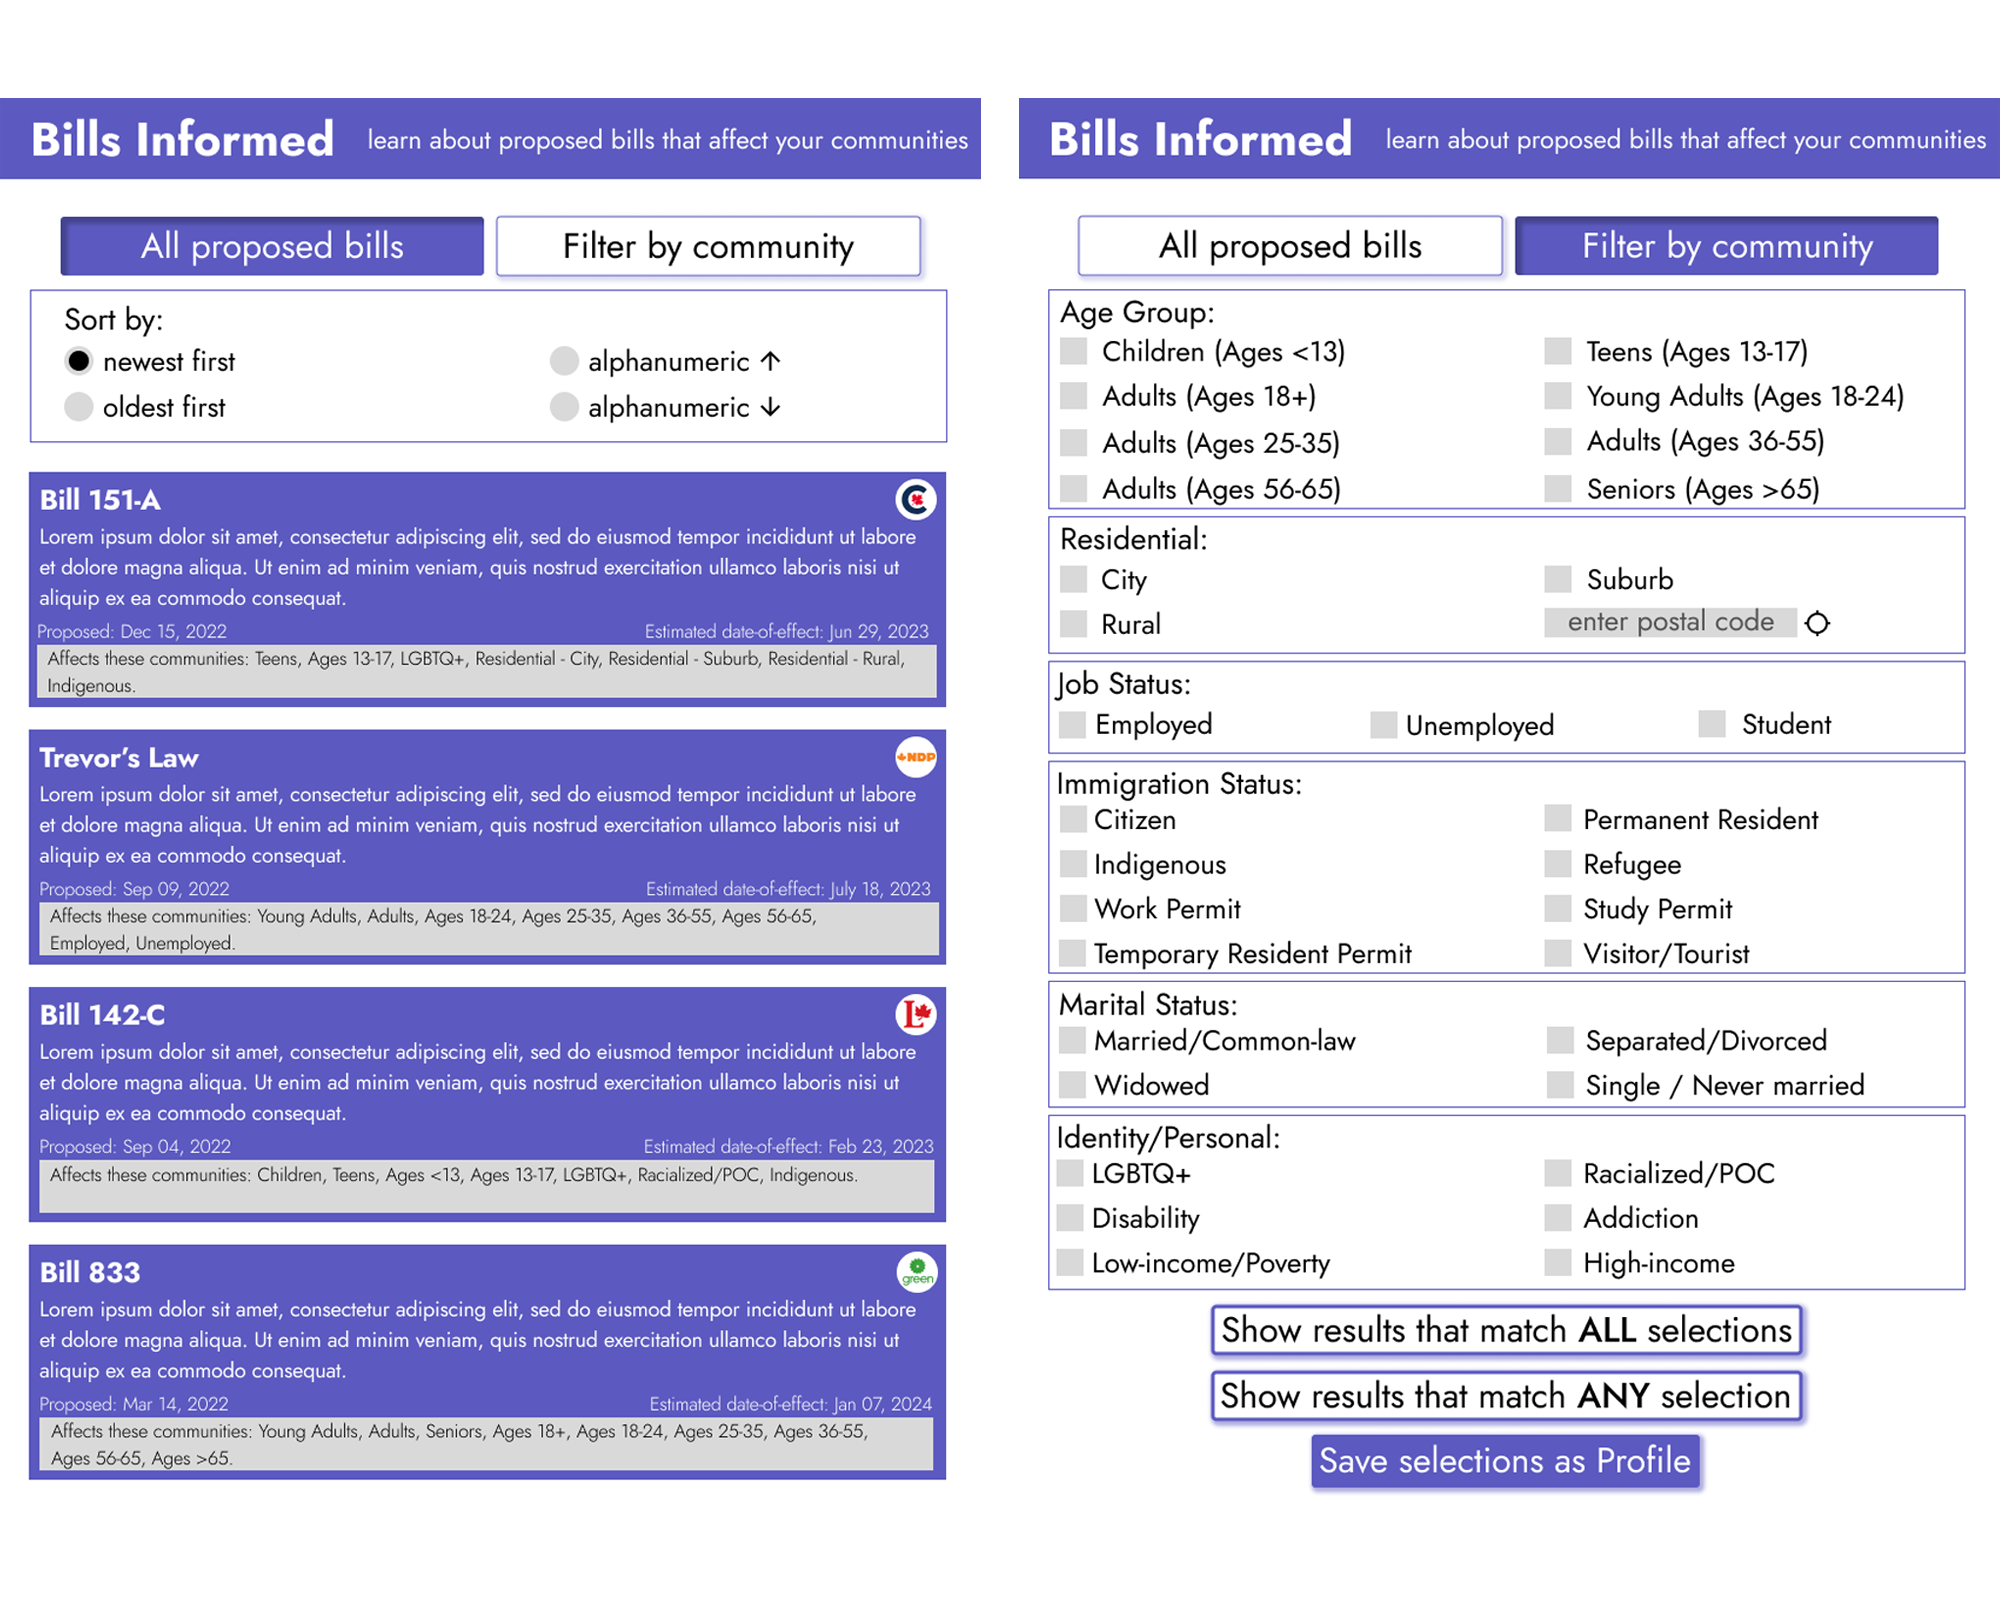 Bills Informed learn about proposed bills that affect your communities
All proposed bills Filter by community
Sort by:
newest first alphanumeric ↑
oldest first alphanumeric ↓
Bill 151-A
C
Lorem ipsum dolor sit amet, consectetur adipiscing elit, sed do eiusmod tempor incididunt ut labore
et dolore magna aliqua. Ut enim ad minim veniam, quis nostrud exercitation ullamco laboris nisi ut
aliquip ex ea commodo consequat.
Proposed: Dec 15, 2022 Estimated date-of-effect: Jun 29, 2023
Affects these communities: Teens, Ages 13-17, LGBTQ+, Residential - City, Residential - Suburb, Residential - Rural,
Indigenous.
Trevor’s Law
NDP
Lorem ipsum dolor sit amet, consectetur adipiscing elit, sed do eiusmod tempor incididunt ut labore
et dolore magna aliqua. Ut enim ad minim veniam, quis nostrud exercitation ullamco laboris nisi ut
aliquip ex ea commodo consequat.
Proposed: Sep 09, 2022 Estimated date-of-effect: July 18, 2023
Affects these communities: Young Adults, Adults, Ages 18-24, Ages 25-35, Ages 36-55, Ages 56-65,
Employed, Unemployed.
Bill 142-C
L
Lorem ipsum dolor sit amet, consectetur adipiscing elit, sed do eiusmod tempor incididunt ut labore
et dolore magna aliqua. Ut enim ad minim veniam, quis nostrud exercitation ullamco laboris nisi ut
aliquip ex ea commodo consequat.
Proposed: Sep 04, 2022 Estimated date-of-effect: Feb 23, 2023
Affects these communities: Children, Teens, Ages <13, Ages 13-17, LGBTQ+, Racialized/POC, Indigenous.
Bill 833
green
Lorem ipsum dolor sit amet, consectetur adipiscing elit, sed do eiusmod tempor incididunt ut labore
et dolore magna aliqua. Ut enim ad minim veniam, quis nostrud exercitation ullamco laboris nisi ut
aliquip ex ea commodo consequat.
Proposed: Mar 14, 2022 Estimated date-of-effect: Jan 07, 2024
Affects these communities: Young Adults, Adults, Seniors, Ages 18+, Ages 18-24, Ages 25-35, Ages 36-55,
Ages 56-65, Ages >65.
Bills Informed learn about proposed bills that affect your communities
All proposed bills Filter by community
Age Group:
Children (Ages <13) Teens (Ages 13-17)
Adults (Ages 18+) Young Adults (Ages 18-24)
Adults (Ages 25-35) Adults (Ages 36-55)
Adults (Ages 56-65) Seniors (Ages >65)
Residential:
City Suburb
Rural enter postal code
Job Status:
Employed Unemployed Student
Immigration Status:
Citizen Permanent Resident
Indigenous Refugee
Work Permit Study Permit
Temporary Resident Permit Visitor/Tourist
Marital Status:
Married/Common-law Separated/Divorced
Widowed Single / Never married
Identity/Personal:
LGBTQ+ Racialized/POC
Disability Addiction
Low-income/Poverty High-income
Show results that match ALL selections
Show results that match ANY selection
Save selections as Profile